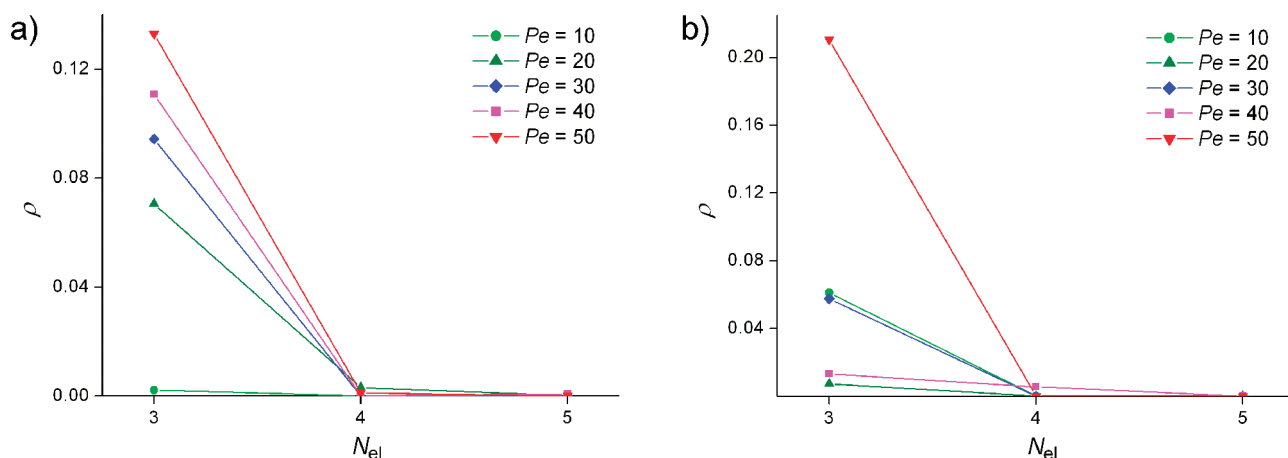 a)
ρ
0.12
0.08
0.04
0.00
3 4 5
N_el
Pe = 10
Pe = 20
Pe = 30
Pe = 40
Pe = 50
b)
ρ
0.20
0.16
0.12
0.08
0.04
3 4 5
N_el
Pe = 10
Pe = 20
Pe = 30
Pe = 40
Pe = 50